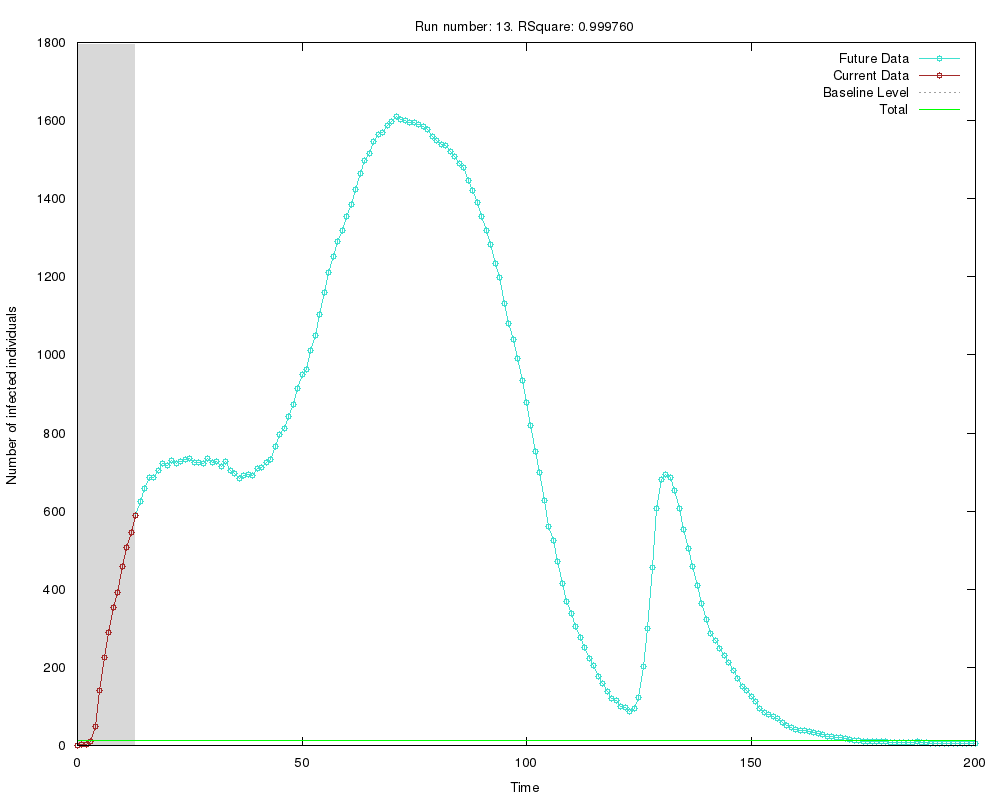 Run number: 13. RSquare: 0.999760
Future Data
Current Data
Baseline Level
Total
1800
1600
1400
1200
1000
800
600
400
200
0
Number of infected individuals
0 50 100 150 200
Time